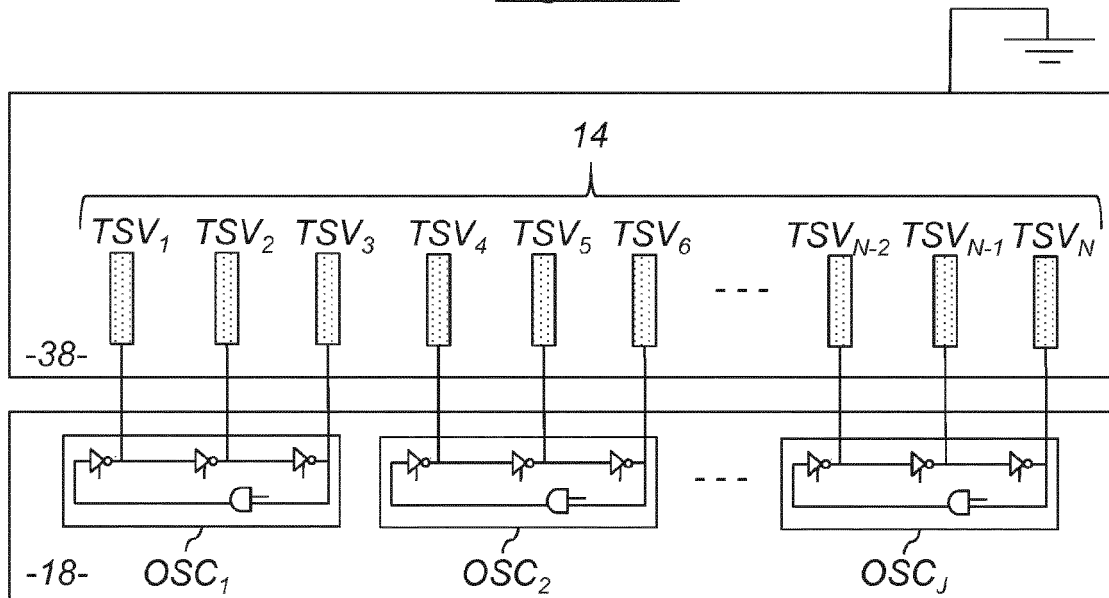 14
TSV1 TSV2 TSV3 TSV4 TSV5 TSV6 - - - TSVN-2 TSVN-1 TSVN
-38-
- - -
-18- OSC1 OSC2 OSCJ